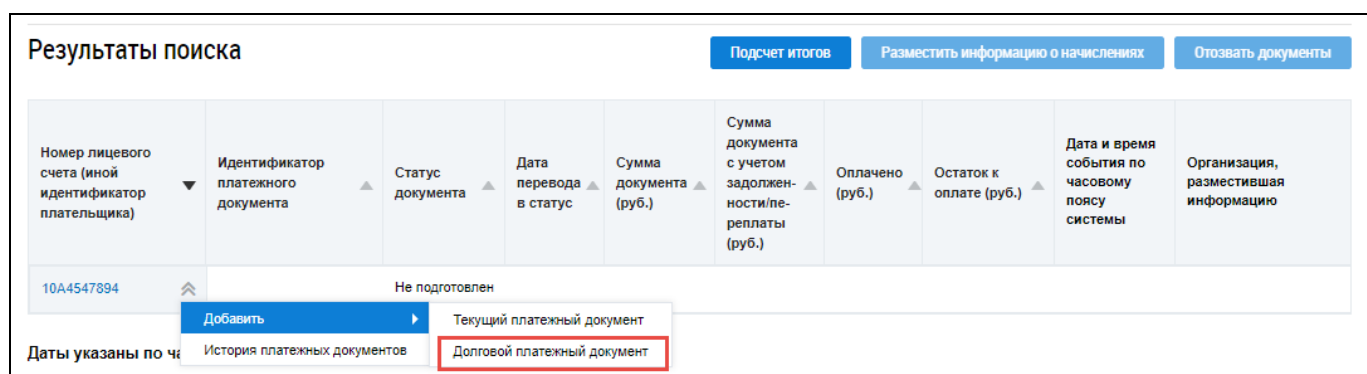 Результаты поиска
Подсчет итогов
Разместить информацию о начислениях
Отозвать документы
Номер лицевого
счета (иной
идентификатор
плательщика)
Идентификатор
платежного
документа
Статус
документа
Дата
перевода
в статус
Сумма
документа
(руб.)
Сумма
документа
с учетом
задолжен-
ности/пе-
реплаты
(руб.)
Оплачено
(руб.)
Остаток к
оплате (руб.)
Дата и время
события по
часовому
поясу
системы
Организация,
разместившая
информацию
10А4547894
Не подготовлен
Добавить
Текущий платежный документ
История платежных документов
Долговой платежный документ
Даты указаны по ча